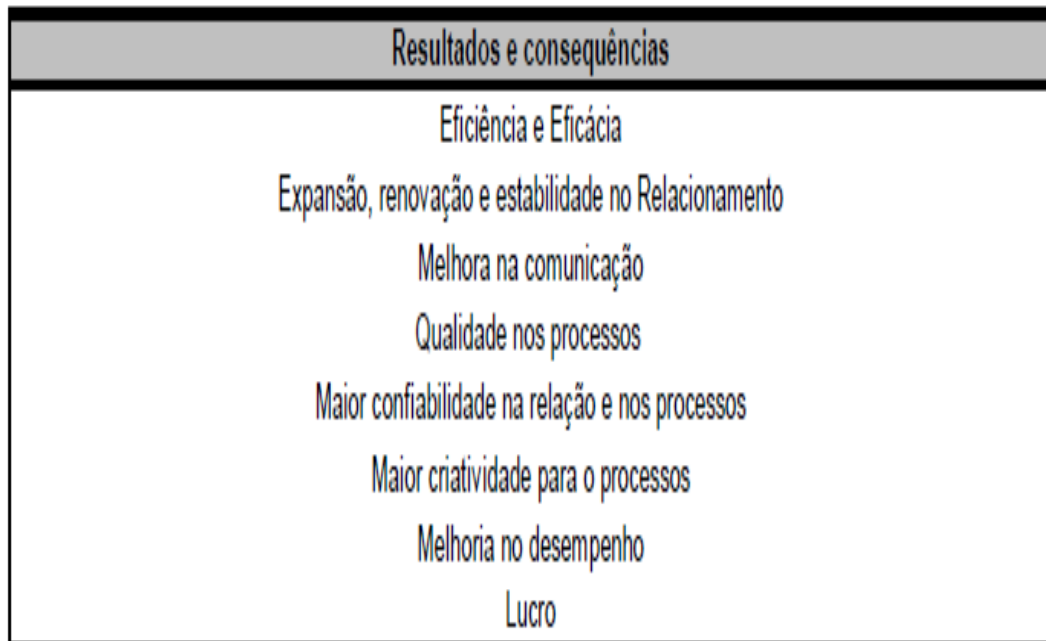 Resultados e consequências
Eficiência e Eficácia
Expansão, renovação e estabilidade no Relacionamento
Melhora na comunicação
Qualidade nos processos
Maior confiabilidade na relação e nos processos
Maior criatividade para o processos
Melhoria no desempenho
Lucro